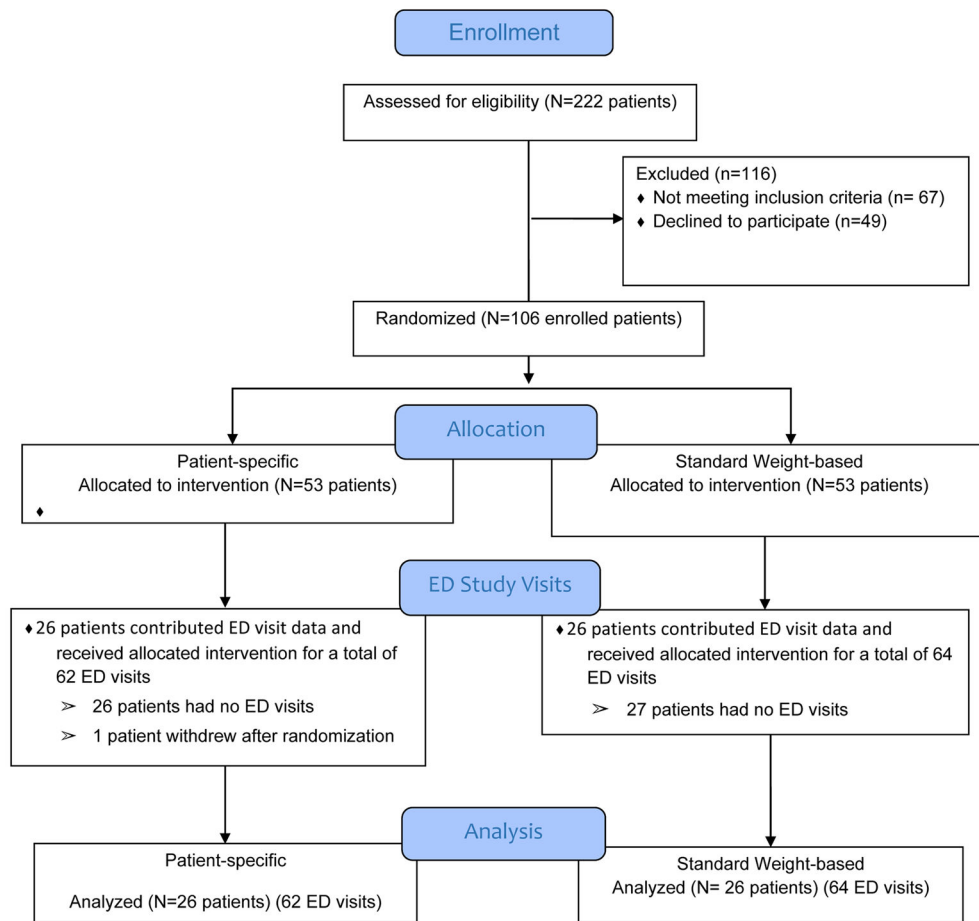 Enrollment
Assessed for eligibility (N=222 patients)
Excluded (n=116)
♦ Not meeting inclusion criteria (n= 67)
♦ Declined to participate (n=49)
Randomized (N=106 enrolled patients)
Allocation
Patient-specific
Allocated to intervention (N=53 patients)
♦
Standard Weight-based
Allocated to intervention (N=53 patients)
ED Study Visits
♦26 patients contributed ED visit data and
received allocated intervention for a total of
62 ED visits
➢ 26 patients had no ED visits
➢ 1 patient withdrew after randomization
♦26 patients contributed ED visit data and
received allocated intervention for a total of 64
ED visits
➢ 27 patients had no ED visits
Analysis
Patient-specific
Analyzed (N=26 patients) (62 ED visits)
Standard Weight-based
Analyzed (N= 26 patients) (64 ED visits)